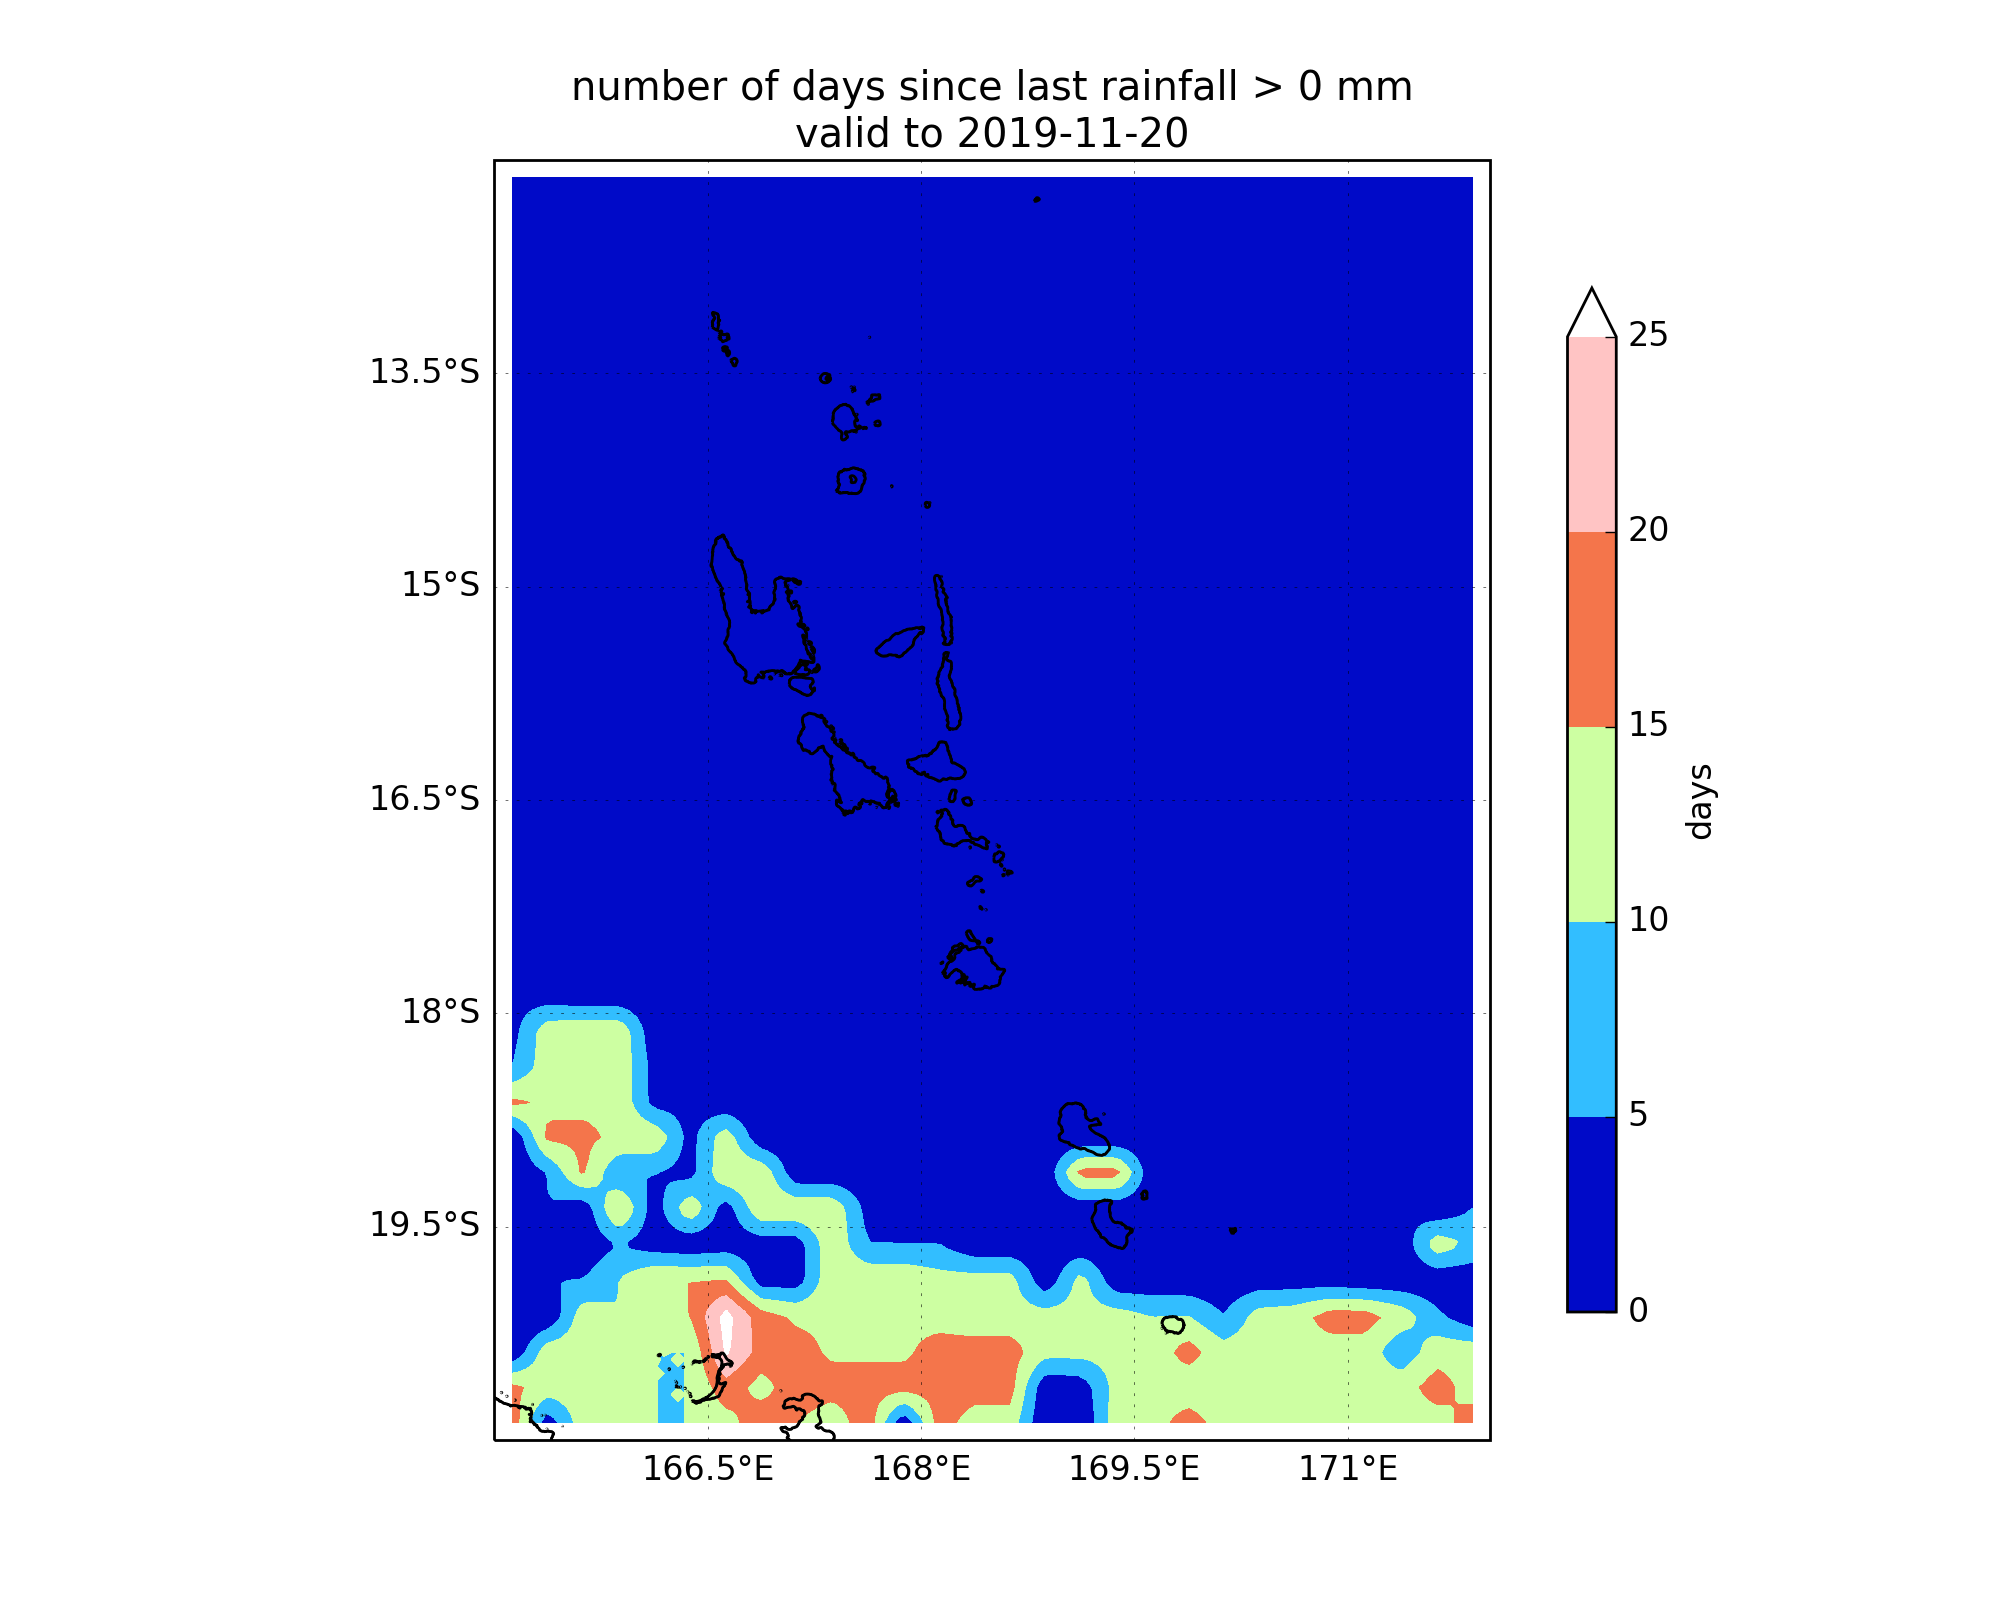 number of days since last rainfall > 0 mm
valid to 2019-11-20
13.5°S
15°S
16.5°S
18°S
19.5°S
166.5°E
168°E
169.5°E
171°E
25
20
15
10
5
0
days